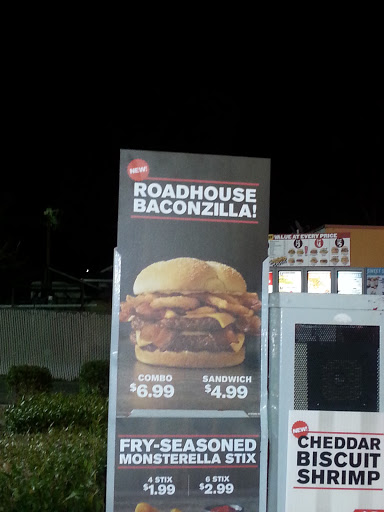 NEW!
ROADHOUSE
BACONZILLA!
COMBO SANDWICH
$6.99 $4.99
FRY-SEASONED
MONSTERELLA STIX
4 STIX 6 STIX
$1.99 $2.99
VALUE AT EVERY PRICE
NEW!
CHEDDAR
BISCUIT
SHRIMP